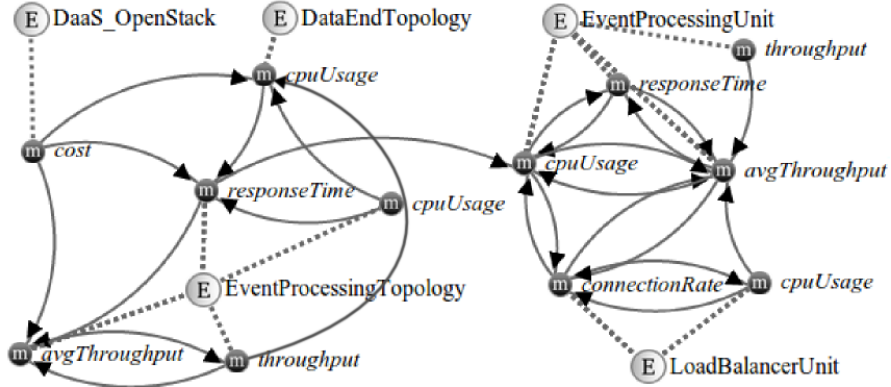 E DaaS_OpenStack
E DataEndTopology
E EventProcessingUnit
m throughput
m cpuUsage
m responseTime
m cost
m cpuUsage
m avgThroughput
m responseTime
m cpuUsage
E EventProcessingTopology
m connectionRate
m cpuUsage
m avgThroughput
m throughput
E LoadBalancerUnit